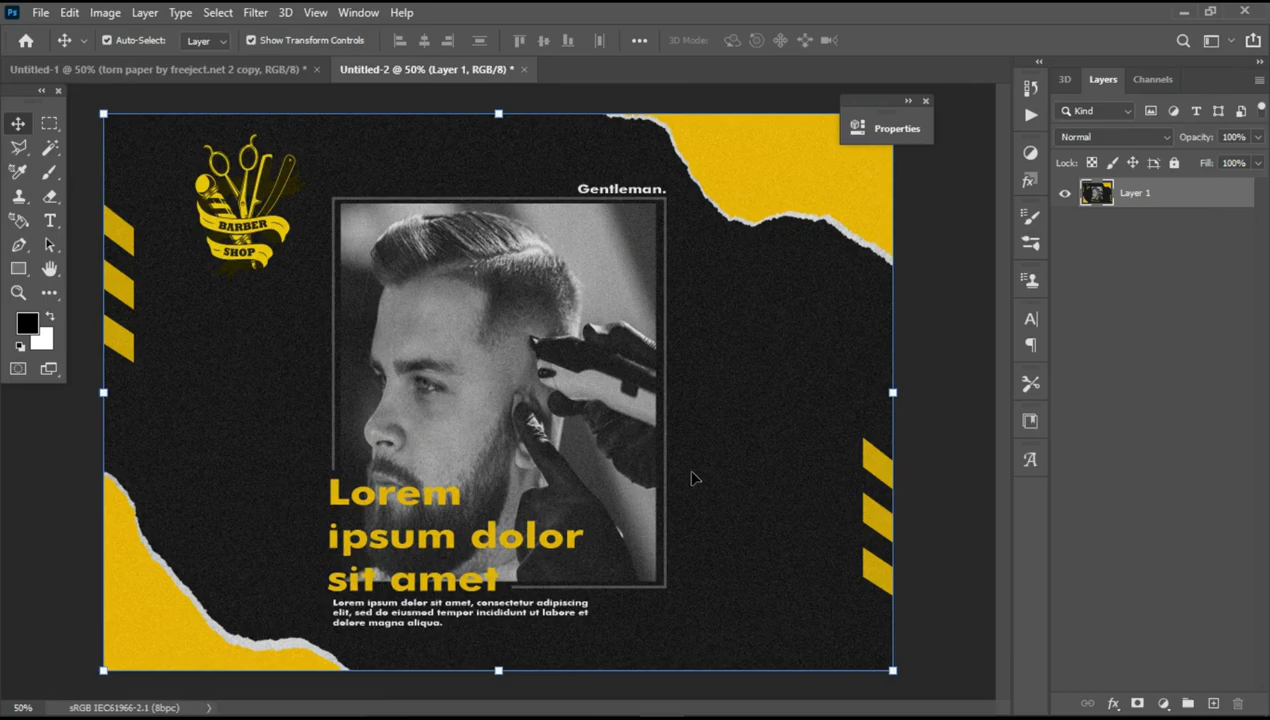 Ps File Edit Image Layer Type Select Filter 3D View Window Help
Auto-Select: Layer Show Transform Controls 3D Mode:
Untitled-1 @ 50% (torn paper by freeject.net 2 copy, RGB/8) * × Untitled-2 @ 50% (Layer 1, RGB/8) * ×
3D Layers Channels
Kind
Properties
Normal Opacity: 100%
Lock: Fill: 100%
Layer 1
Gentleman.
BARBER
SHOP
Lorem
ipsum dolor
sit amet
Lorem ipsum dolor sit amet, consectetur adipiscing
elit, sed do eiusmod tempor incididunt ut labore et
dolore magna aliqua.
50% sRGB IEC61966-2.1 (8bpc)